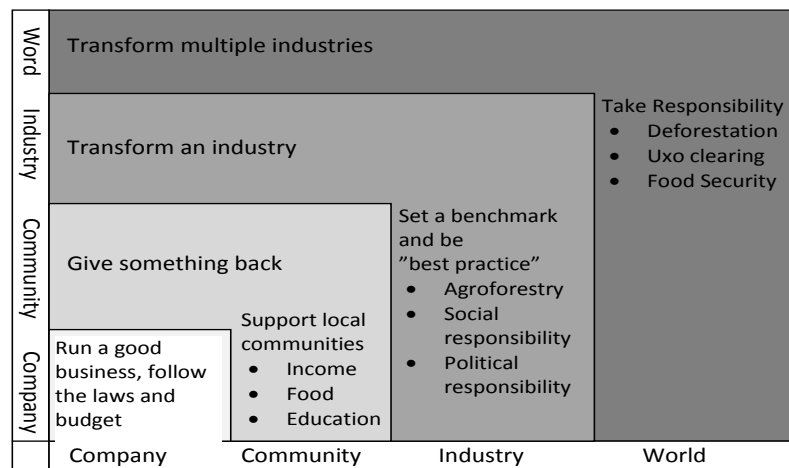 Word
Transform multiple industries
Industry
Transform an industry
Take Responsibility
• Deforestation
• Uxo clearing
• Food Security
Community
Give something back
Set a benchmark
and be
”best practice”
• Agroforestry
• Social
responsibility
• Political
responsibility
Support local
communities
• Income
• Food
• Education
Company
Run a good
business, follow
the laws and
budget
Company
Community
Industry
World